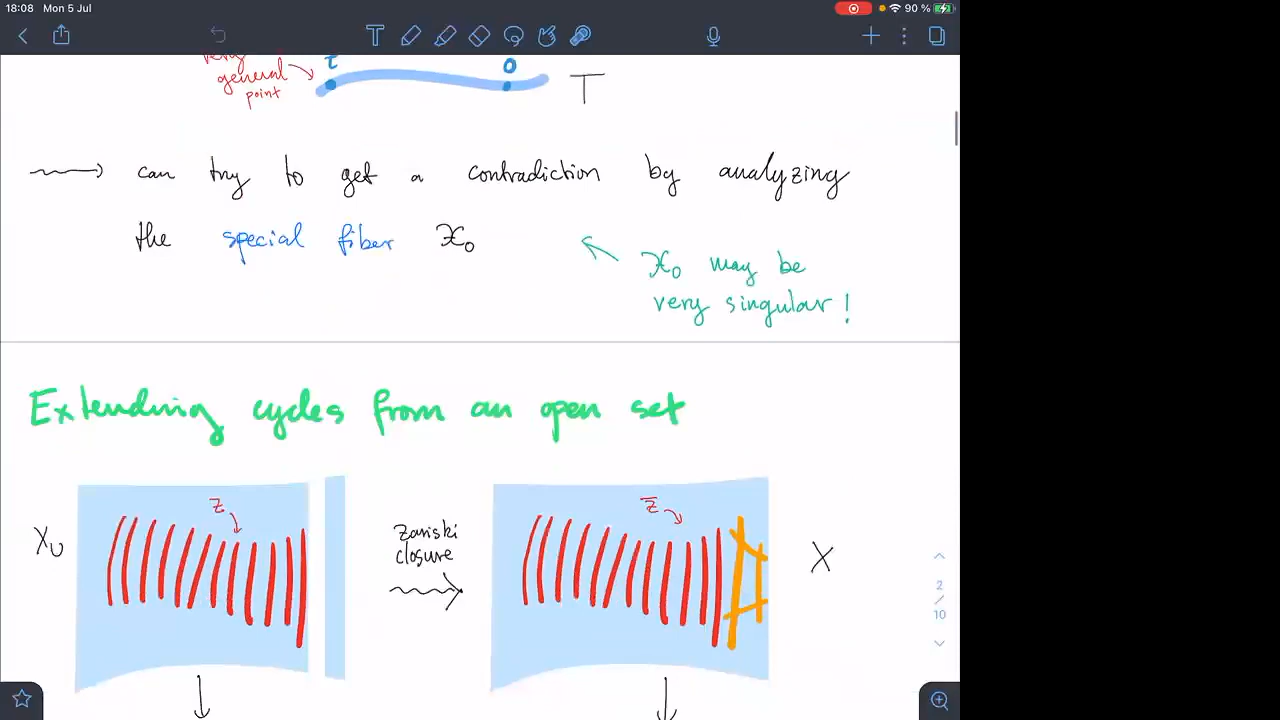 18:08 Mon 5 Jul
90 %
very
general
point
t
0
T
can try to get a contradiction by analyzing
the special fiber 𝒳₀
𝒳₀ may be
very singular!
Extending cycles from an open set
Z
Zariski
closure
Z̄
X_U
X
2
/
10